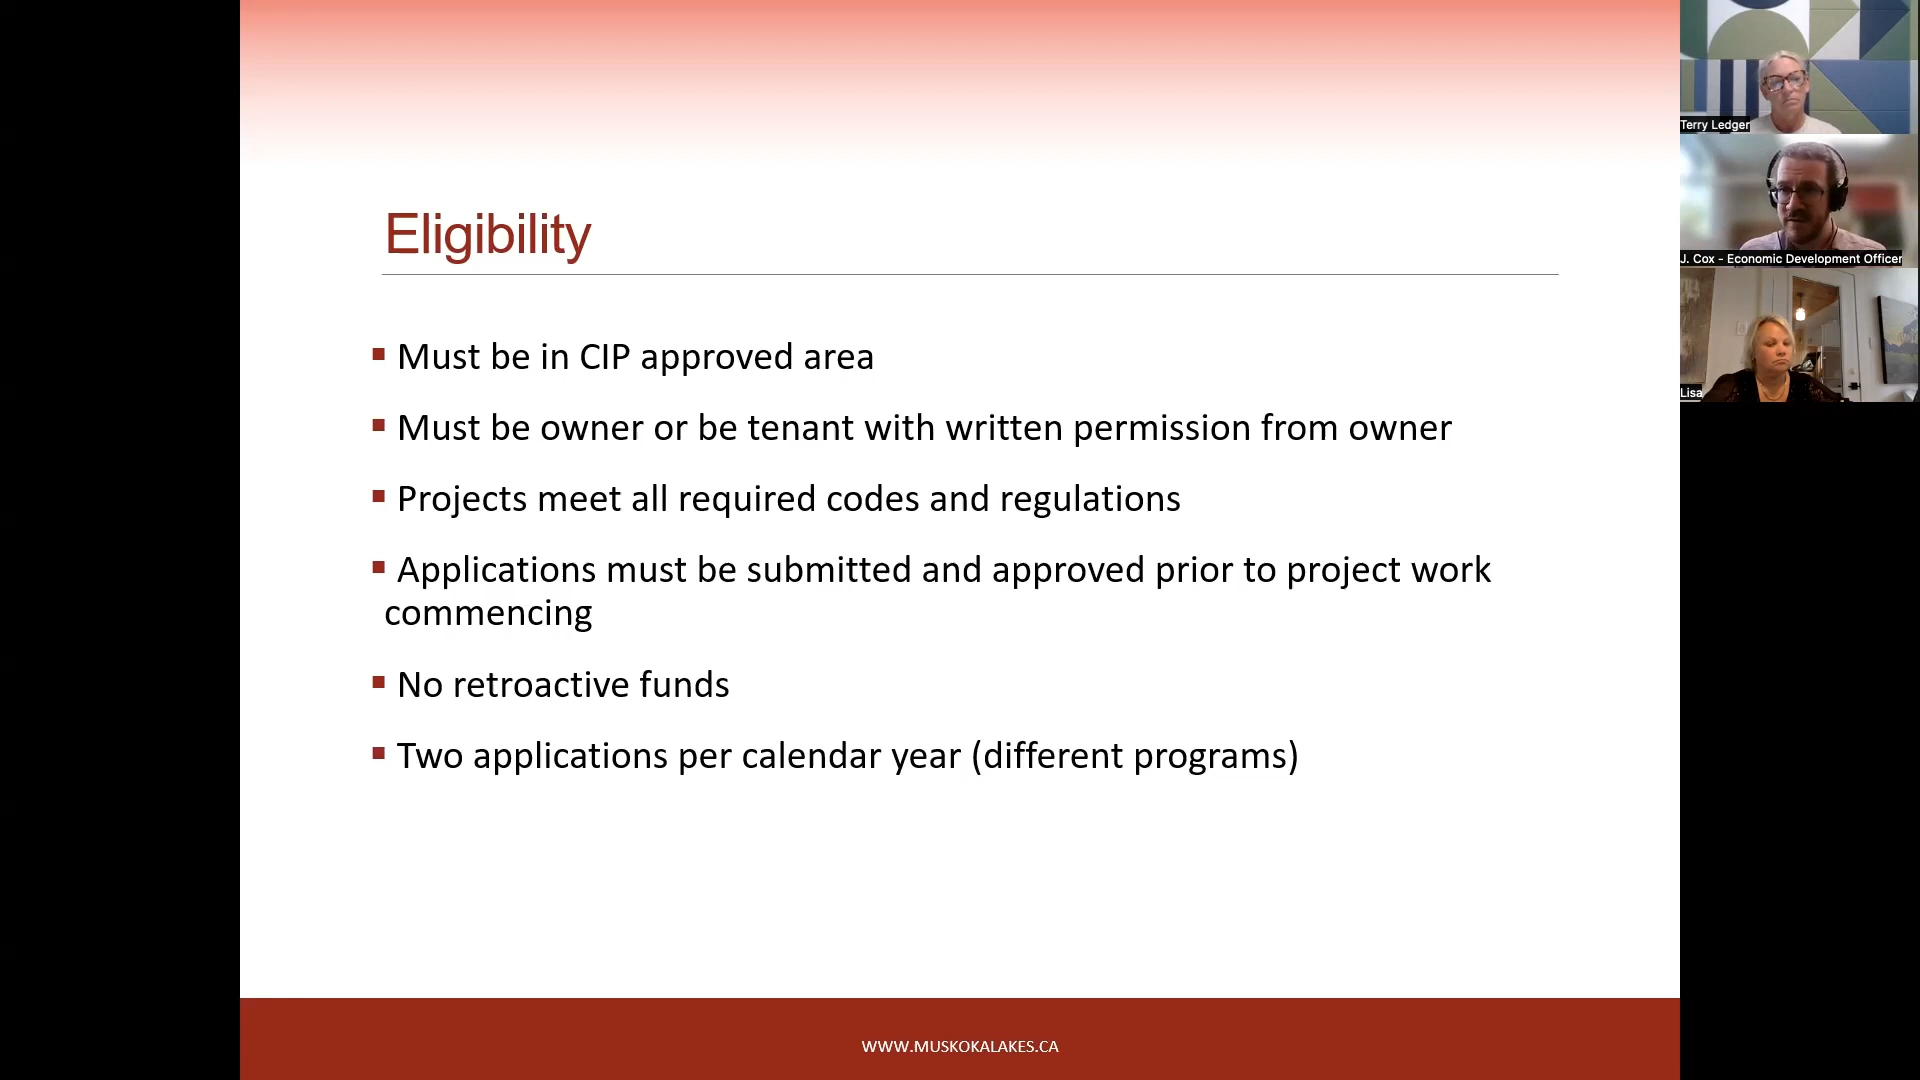 Eligibility
Must be in CIP approved area
Must be owner or be tenant with written permission from owner
Projects meet all required codes and regulations
Applications must be submitted and approved prior to project work
commencing
No retroactive funds
Two applications per calendar year (different programs)
WWW.MUSKOKALAKES.CA
Terry Ledger
J. Cox - Economic Development Officer
Lisa